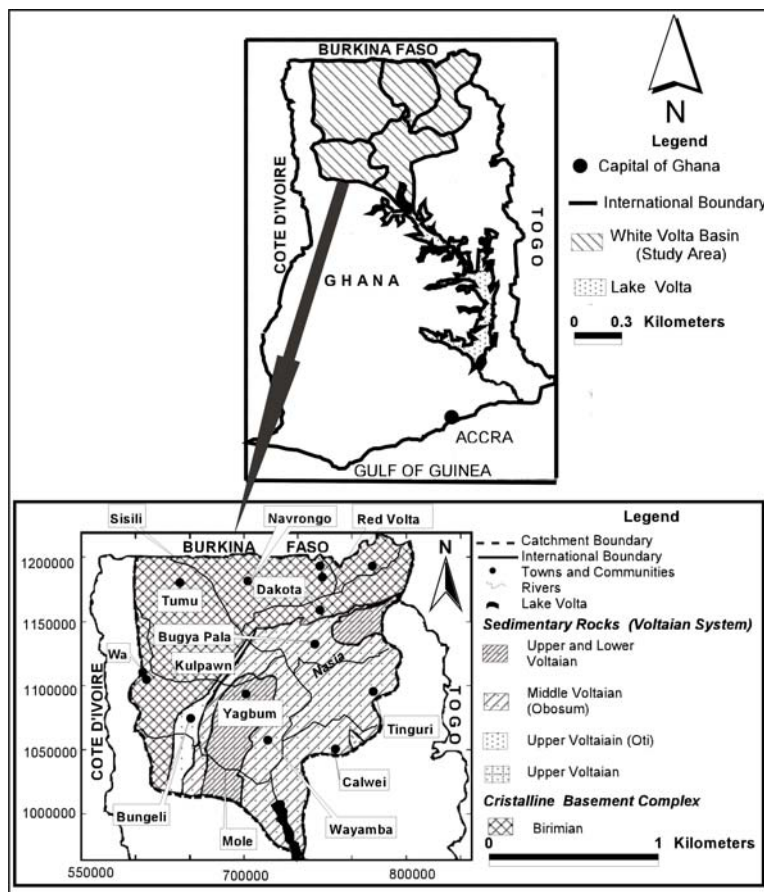 BURKINA FASO
COTE D'IVOIRE
GHANA
TOGO
ACCRA
GULF OF GUINEA
N
Legend
Capital of Ghana
International Boundary
White Volta Basin
(Study Area)
Lake Volta
0 0.3 Kilometers
Sisili
Navrongo
Red Volta
BURKINA FASO
N
1200000
Tumu
Dakota
1150000
Bugya Pala
Wa
Kulpawn
Nasia
1100000
COTE D'IVOIRE
TOGO
Yagbum
Tinguri
1050000
Calwei
Bungeli
1000000
Mole
Wayamba
550000
700000
800000
Legend
Catchment Boundary
International Boundary
Towns and Communities
Rivers
Lake Volta
Sedimentary Rocks (Voltaian System)
Upper and Lower
Voltaian
Middle Voltaian
(Obosum)
Upper Voltaiain (Oti)
Upper Voltaian
Cristalline Basement Complex
Birimian
0 1
Kilometers